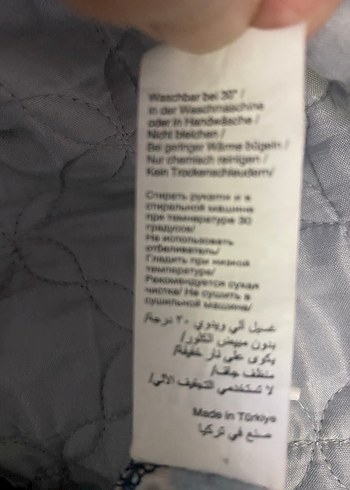 Waschbar bei 30° /
in der Waschmaschine
oder in Handwäsche /
Nicht bleichen /
Bei geringer Wärme bügeln /
Nur chemisch reinigen /
Kein Trockenschleudern/
Стирать руками и в
стиральной машине
при температуре 30
градусов/
Не использовать
отбеливатель/
Гладить при низкой
температуре/
Рекомендуется сухая
чистка/ Не сушить в
сушильной машине/
غسيل آلي ويدوي ٣٠ درجة/
بدون مبيض الكلور/
يكوى على نار خفيفة/
منظف جاف/
لا تستخدمي التجفيف الآلي/
Made in Türkiye
صنع في تركيا